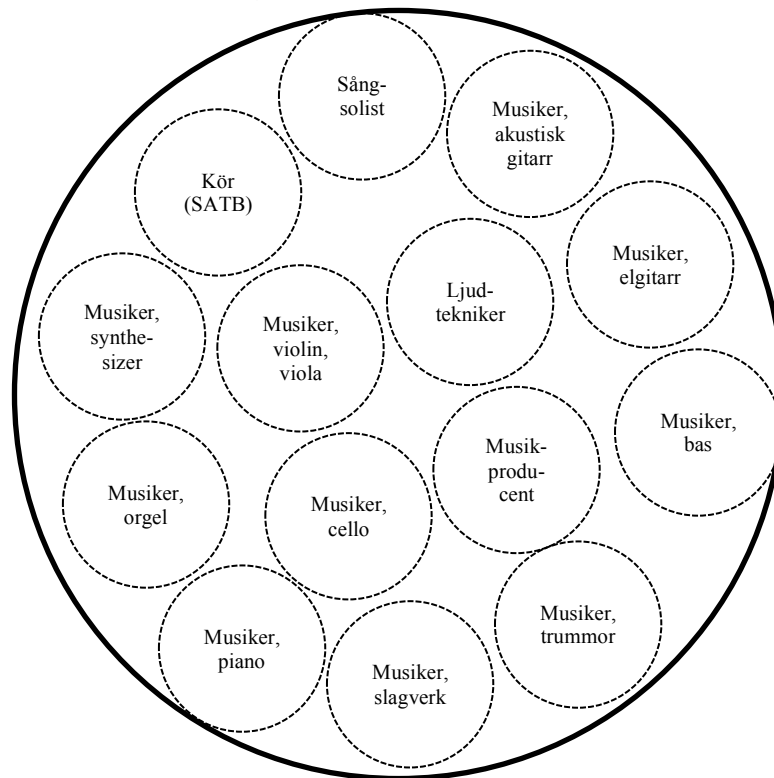 Sång-
solist
Musiker,
akustisk
gitarr
Kör
(SATB)
Musiker,
elgitarr
Ljud-
tekniker
Musiker,
synthe-
sizer
Musiker,
violin,
viola
Musiker,
bas
Musik-
produ-
cent
Musiker,
orgel
Musiker,
cello
Musiker,
trummor
Musiker,
piano
Musiker,
slagverk